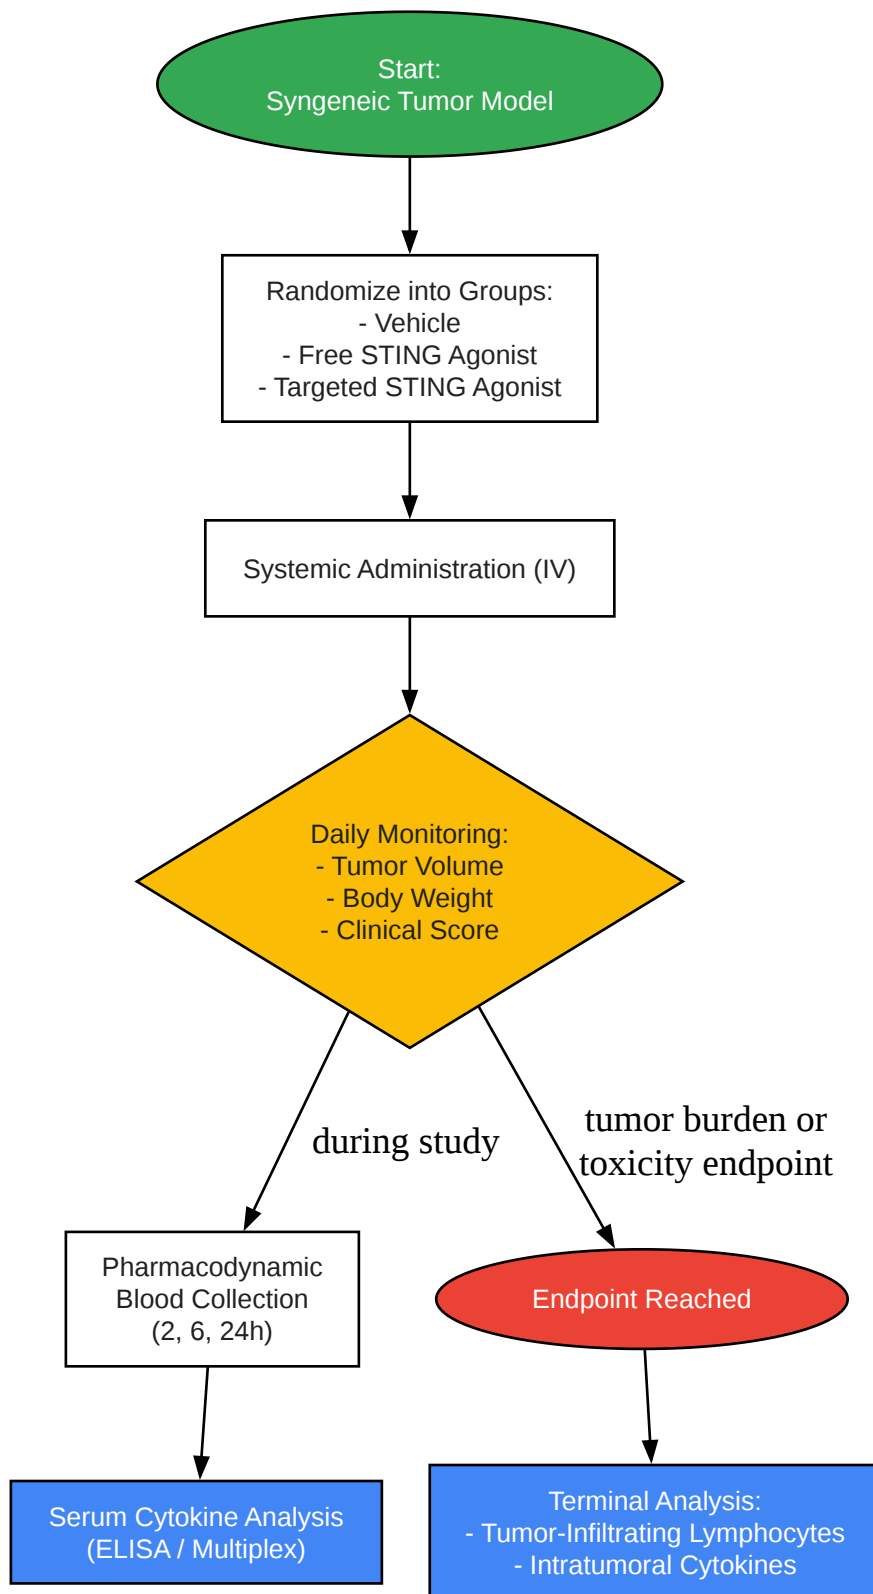 Start:
Syngeneic Tumor Model
Randomize into Groups:
- Vehicle
- Free STING Agonist
- Targeted STING Agonist
Systemic Administration (IV)
Daily Monitoring:
- Tumor Volume
- Body Weight
- Clinical Score
during study
tumor burden or
toxicity endpoint
Pharmacodynamic
Blood Collection
(2, 6, 24h)
Endpoint Reached
Serum Cytokine Analysis
(ELISA / Multiplex)
Terminal Analysis:
- Tumor-Infiltrating Lymphocytes
- Intratumoral Cytokines